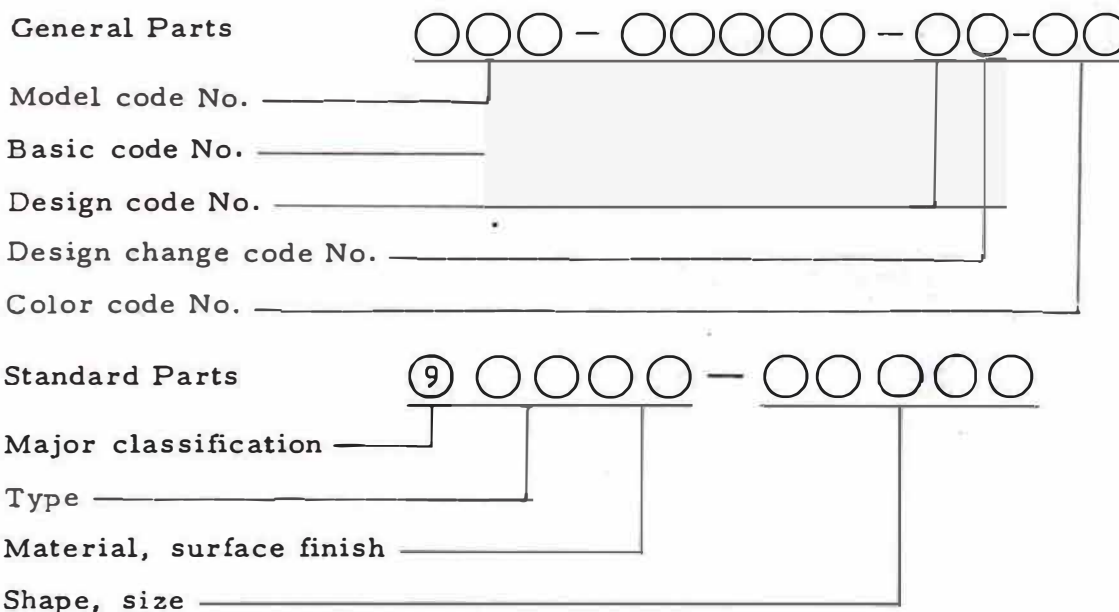 General Parts
Model code No.
Basic code No.
Design code No.
Design change code No.
Color code No.
Standard Parts 9
Major classification
Type
Material, surface finish
Shape, size